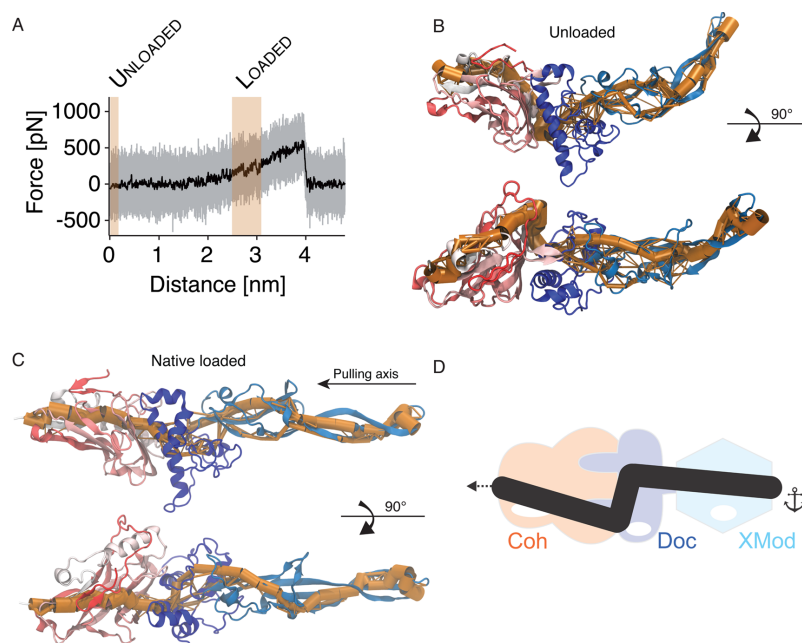 A
UNLOADED
LOADED
1000
500
0
-500
Force [pN]
0 1 2 3 4
Distance [nm]
B
Unloaded
90°
C
Native loaded
Pulling axis
90°
D
Coh Doc XMod